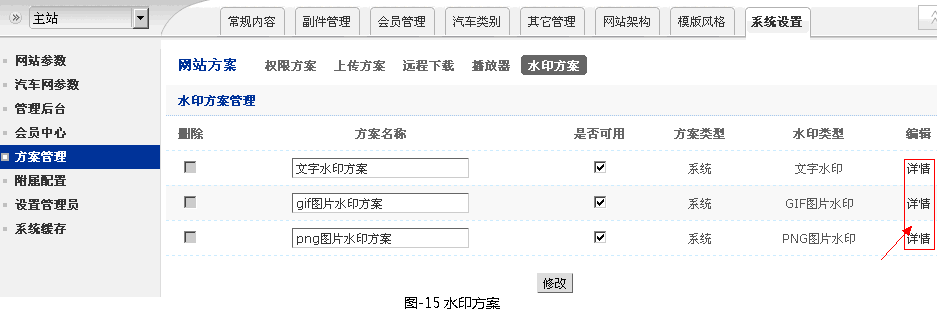 主站
常规内容 副件管理 会员管理 汽车类别 其它管理 网站架构 模版风格 系统设置
网站参数
汽车网参数
管理后台
会员中心
方案管理
附属配置
设置管理员
系统缓存
网站方案 权限方案 上传方案 远程下载 播放器 水印方案
水印方案管理
删除 方案名称 是否可用 方案类型 水印类型 编辑
文字水印方案 系统 文字水印 详情
gif图片水印方案 系统 GIF图片水印 详情
png图片水印方案 系统 PNG图片水印 详情
修改
图-15 水印方案